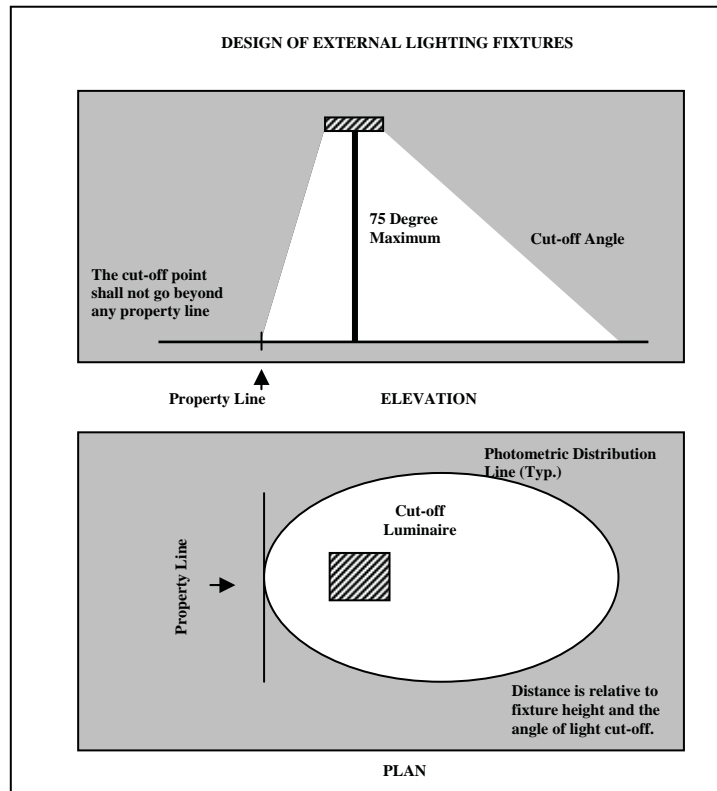 DESIGN OF EXTERNAL LIGHTING FIXTURES
75 Degree
Maximum
Cut-off Angle
The cut-off point
shall not go beyond
any property line
Property Line
ELEVATION
Photometric Distribution
Line (Typ.)
Cut-off
Luminaire
Property Line
Distance is relative to
fixture height and the
angle of light cut-off.
PLAN